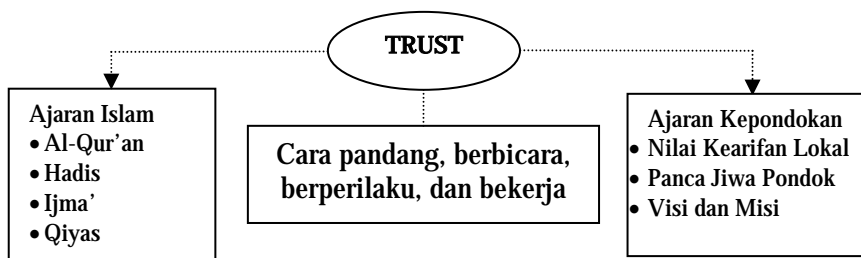 TRUST
Ajaran Islam
• Al-Qur’an
• Hadis
• Ijma’
• Qiyas
Cara pandang, berbicara,
berperilaku, dan bekerja
Ajaran Kepondokan
• Nilai Kearifan Lokal
• Panca Jiwa Pondok
• Visi dan Misi